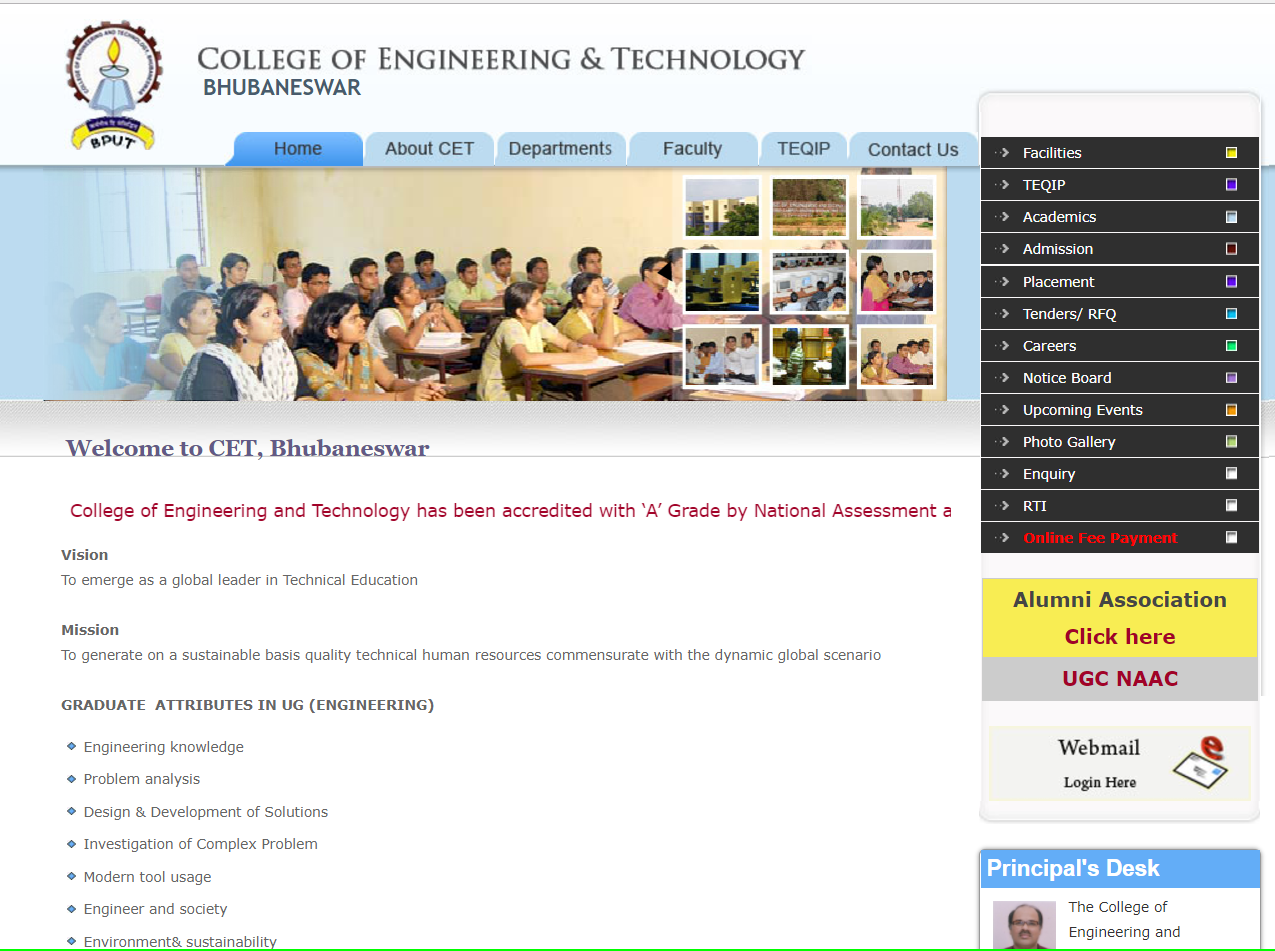 COLLEGE OF ENGINEERING & TECHNOLOGY
BHUBANESWAR
BPUT
Home
About CET
Departments
Faculty
TEQIP
Contact Us
Facilities
TEQIP
Academics
Admission
Placement
Tenders/ RFQ
Careers
Notice Board
Upcoming Events
Photo Gallery
Enquiry
RTI
Online Fee Payment
Welcome to CET, Bhubaneswar
College of Engineering and Technology has been accredited with ‘A’ Grade by National Assessment a
Vision
To emerge as a global leader in Technical Education
Mission
To generate on a sustainable basis quality technical human resources commensurate with the dynamic global scenario
GRADUATE ATTRIBUTES IN UG (ENGINEERING)
Engineering knowledge
Problem analysis
Design & Development of Solutions
Investigation of Complex Problem
Modern tool usage
Engineer and society
Environment& sustainability
Alumni Association
Click here
UGC NAAC
Webmail
Login Here
Principal's Desk
The College of
Engineering and